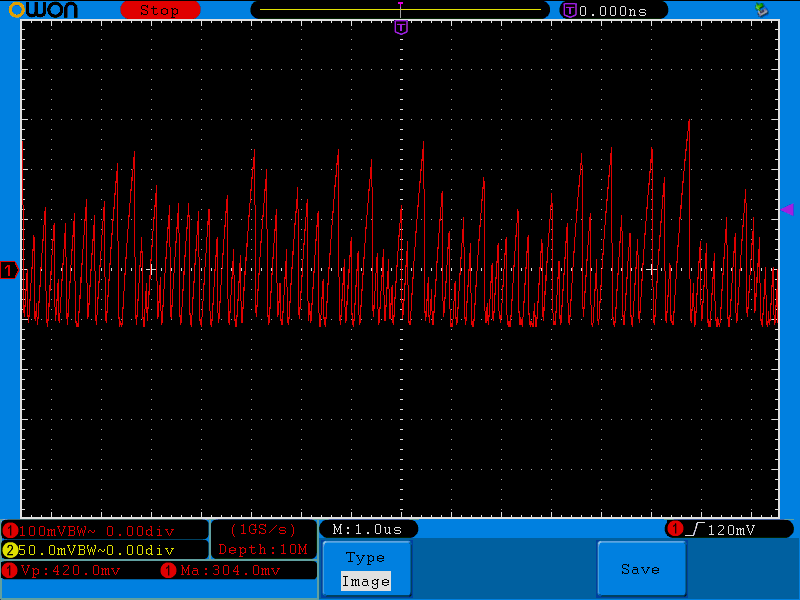 owon Stop T 0.000ns
T
1
1 100mVBW~ 0.00div (1GS/s) M:1.0us 1 120mV
2 50.0mVBW~0.00div Depth:10M
1 Vp:420.0mv 1 Ma:304.0mv
Type
Image
Save